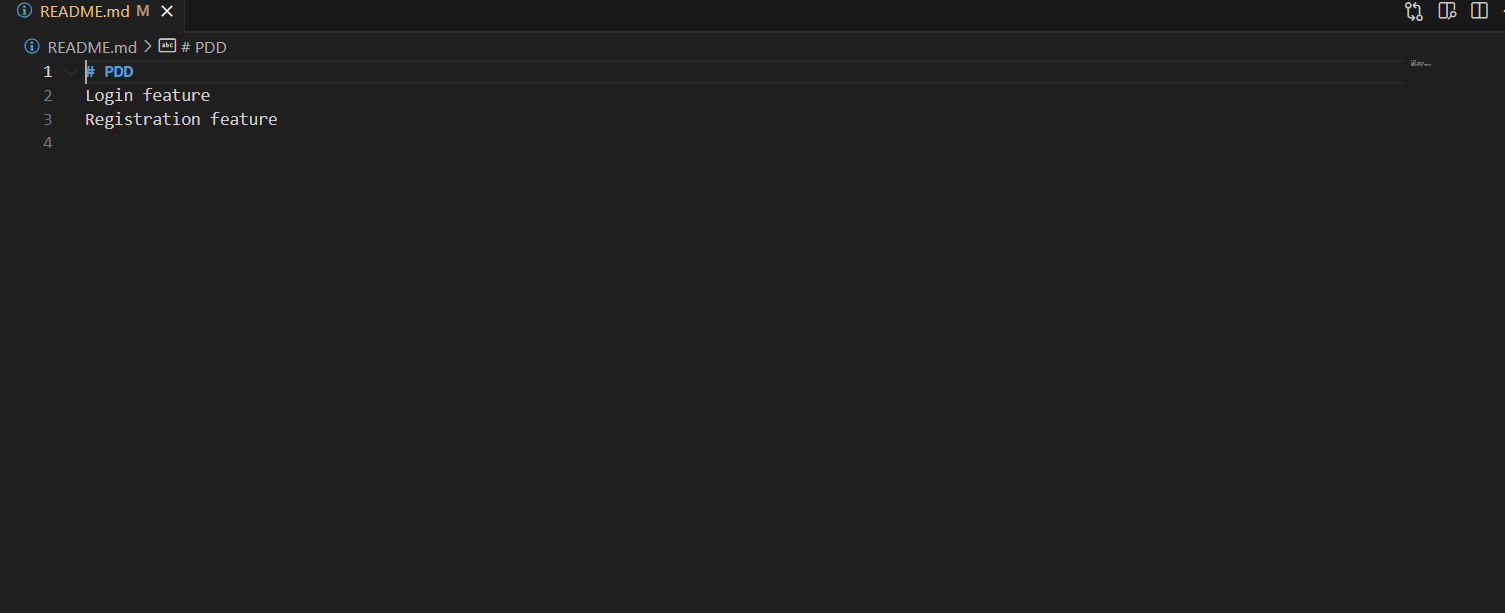 README.md M
README.md > # PDD
1 # PDD
2 Login feature
3 Registration feature
4